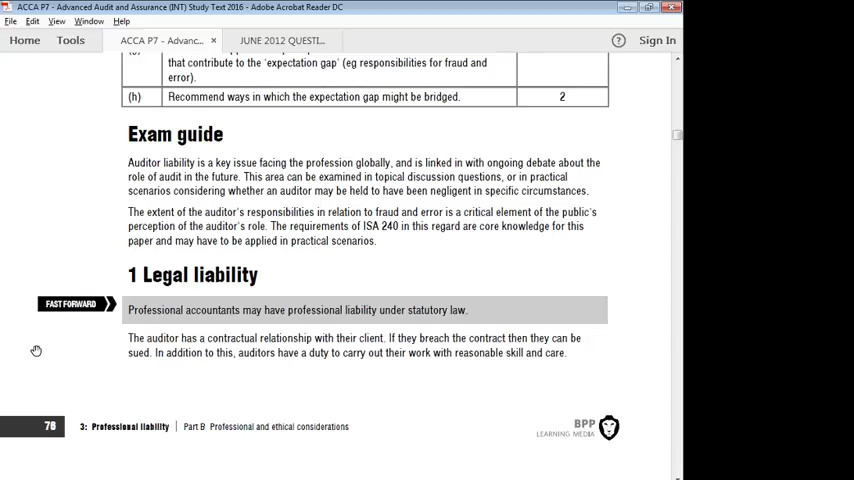 ACCA P7 - Advanced Audit and Assurance (INT) Study Text 2016 - Adobe Acrobat Reader DC
File Edit View Window Help
Home Tools ACCA P7 - Advanc... × JUNE 2012 QUESTI... ? Sign In
that contribute to the 'expectation gap' (eg responsibilities for fraud and
error).
(h) Recommend ways in which the expectation gap might be bridged. 2
Exam guide
Auditor liability is a key issue facing the profession globally, and is linked in with ongoing debate about the
role of audit in the future. This area can be examined in topical discussion questions, or in practical
scenarios considering whether an auditor may be held to have been negligent in specific circumstances.
The extent of the auditor's responsibilities in relation to fraud and error is a critical element of the public's
perception of the auditor's role. The requirements of ISA 240 in this regard are core knowledge for this
paper and may have to be applied in practical scenarios.
1 Legal liability
FAST FORWARD
Professional accountants may have professional liability under statutory law.
The auditor has a contractual relationship with their client. If they breach the contract then they can be
sued. In addition to this, auditors have a duty to carry out their work with reasonable skill and care.
76 3: Professional liability | Part B Professional and ethical considerations
BPP
LEARNING MEDIA